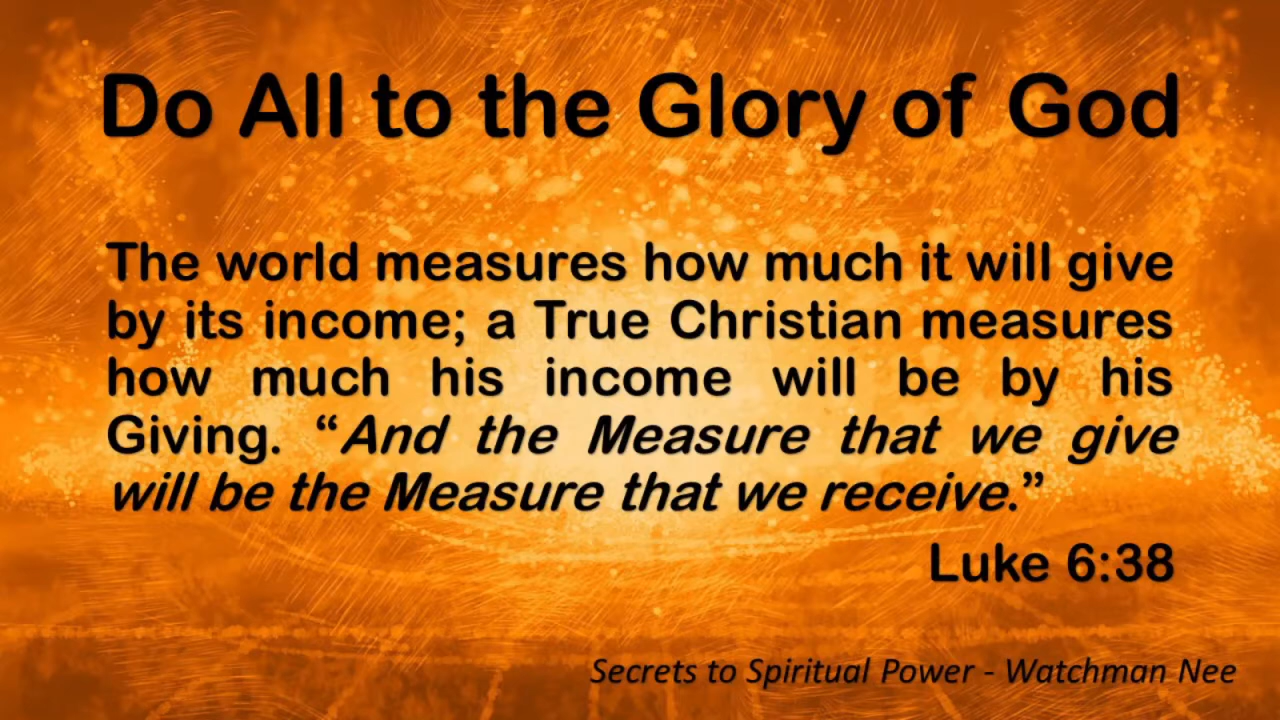 Do All to the Glory of God
The world measures how much it will give
by its income; a True Christian measures
how much his income will be by his
Giving. “And the Measure that we give
will be the Measure that we receive.”
Luke 6:38
Secrets to Spiritual Power - Watchman Nee